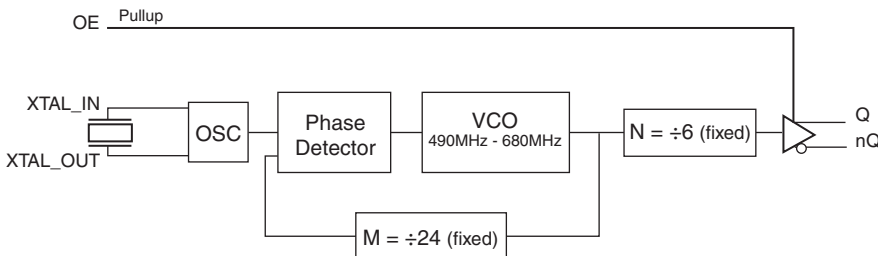 OE Pullup
XTAL_IN
XTAL_OUT
OSC
Phase
Detector
VCO
490MHz - 680MHz
N = ÷6 (fixed)
Q
nQ
M = ÷24 (fixed)